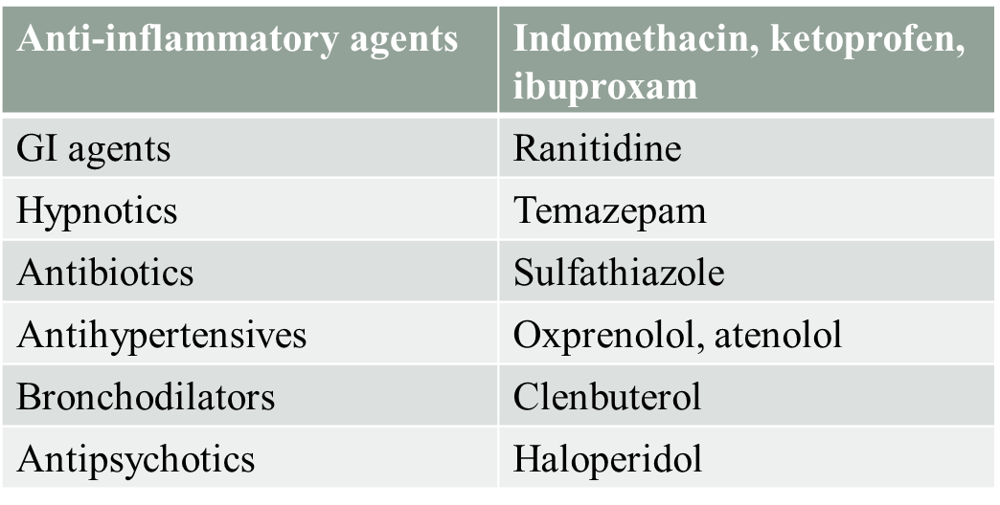 Anti-inflammatory agents
Indomethacin, ketoprofen,
ibuproxam
GI agents
Ranitidine
Hypnotics
Temazepam
Antibiotics
Sulfathiazole
Antihypertensives
Oxprenolol, atenolol
Bronchodilators
Clenbuterol
Antipsychotics
Haloperidol